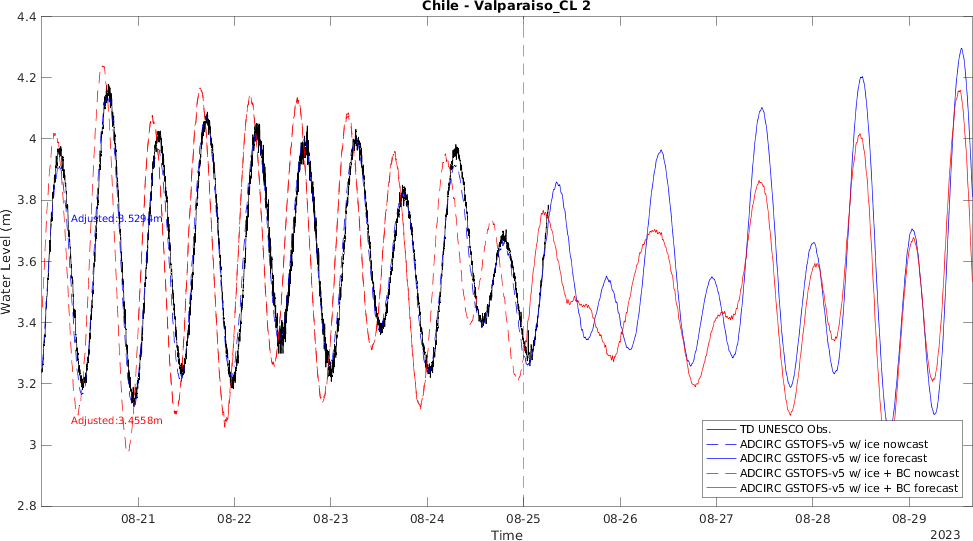 Chile - Valparaiso_CL 2
4.4
4.2
4
3.8
3.6
3.4
3.2
3
2.8
Water Level (m)
Adjusted:3.5294m
Adjusted:3.4558m
TD UNESCO Obs.
ADCIRC GSTOFS-v5 w/ ice nowcast
ADCIRC GSTOFS-v5 w/ ice forecast
ADCIRC GSTOFS-v5 w/ ice + BC nowcast
ADCIRC GSTOFS-v5 w/ ice + BC forecast
08-21 08-22 08-23 08-24 08-25 08-26 08-27 08-28 08-29
Time
2023